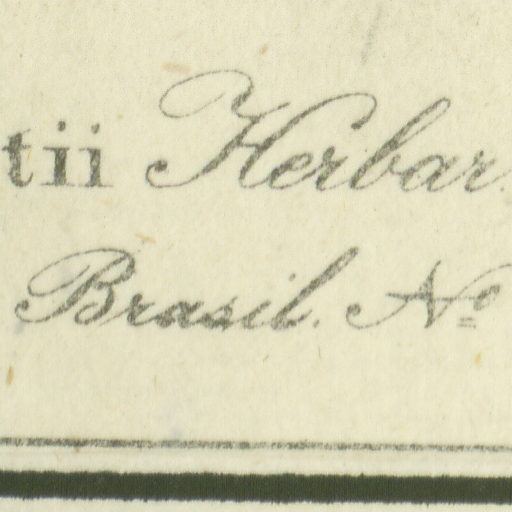 tii Herbar.
Brasil. Nº